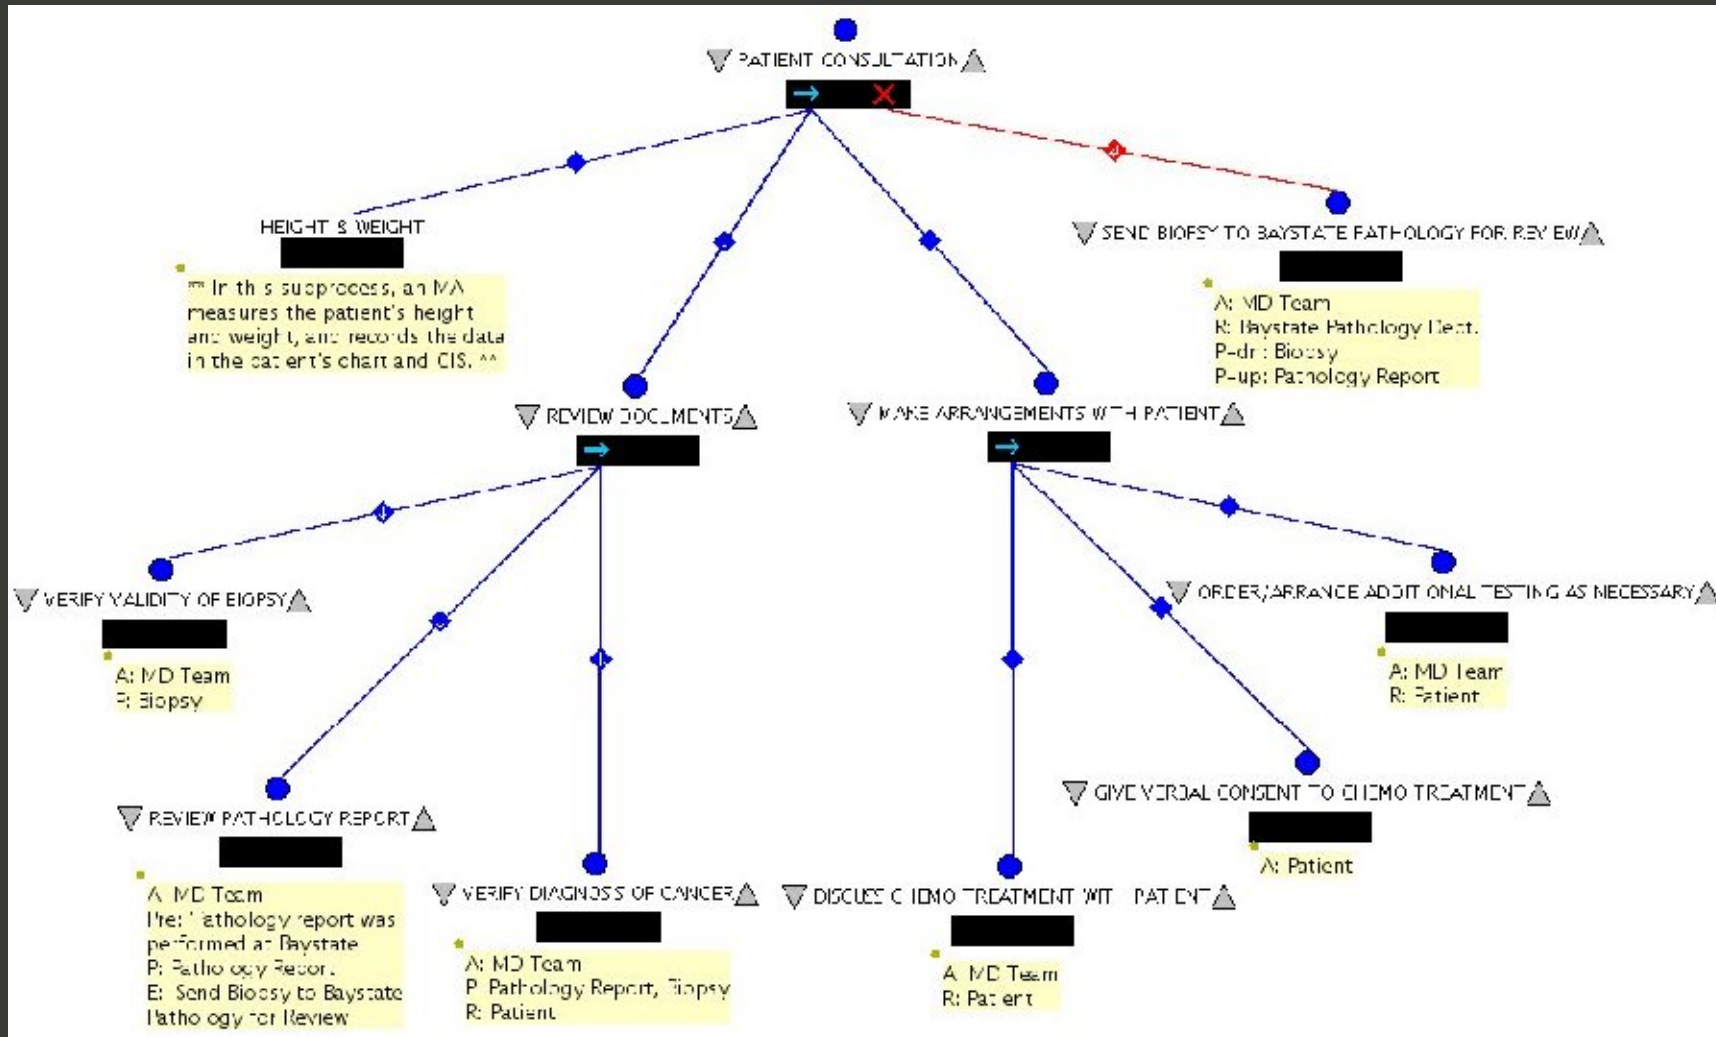 PATIENT CONSULTATION
HEIGHT & WEIGHT
** In this subprocess, an MA
measures the patient's height
and weight, and records the data
in the patient's chart and CIS. **
SEND BIOPSY TO BAYSTATE PATHOLOGY FOR REVIEW
A: MD Team
R: Baystate Pathology Dept.
P-dn: Biopsy
P-up: Pathology Report
REVIEW DOCUMENTS
MAKE ARRANGEMENTS WITH PATIENT
VERIFY VALIDITY OF BIOPSY
A: MD Team
P: Biopsy
ORDER/ARRANGE ADDITIONAL TESTING AS NECESSARY
A: MD Team
R: Patient
REVIEW PATHOLOGY REPORT
A: MD Team
Pre: "Pathology report was
performed at Baystate
P: Pathology Report
E: Send Biopsy to Baystate
Pathology for Review
VERIFY DIAGNOSIS OF CANCER
A: MD Team
P: Pathology Report, Biopsy
R: Patient
DISCUSS CHEMO TREATMENT WITH PATIENT
A: MD Team
R: Patient
GIVE VERBAL CONSENT TO CHEMO TREATMENT
A: Patient